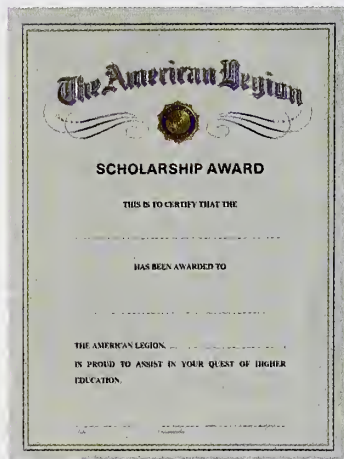 The American Legion
SCHOLARSHIP AWARD
THIS IS TO CERTIFY THAT THE
HAS BEEN AWARDED TO
THE AMERICAN LEGION,
IS PROUD TO ASSIST IN YOUR QUEST OF HIGHER
EDUCATION.